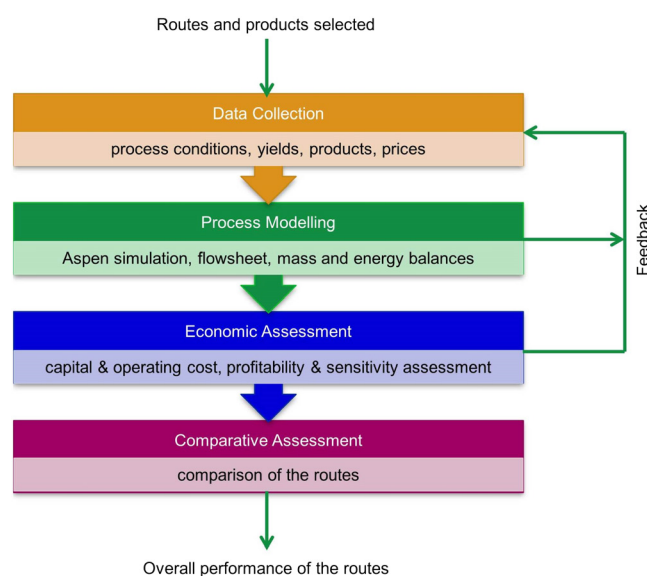 Routes and products selected
Data Collection
process conditions, yields, products, prices
Process Modelling
Aspen simulation, flowsheet, mass and energy balances
Feedback
Economic Assessment
capital & operating cost, profitability & sensitivity assessment
Comparative Assessment
comparison of the routes
Overall performance of the routes